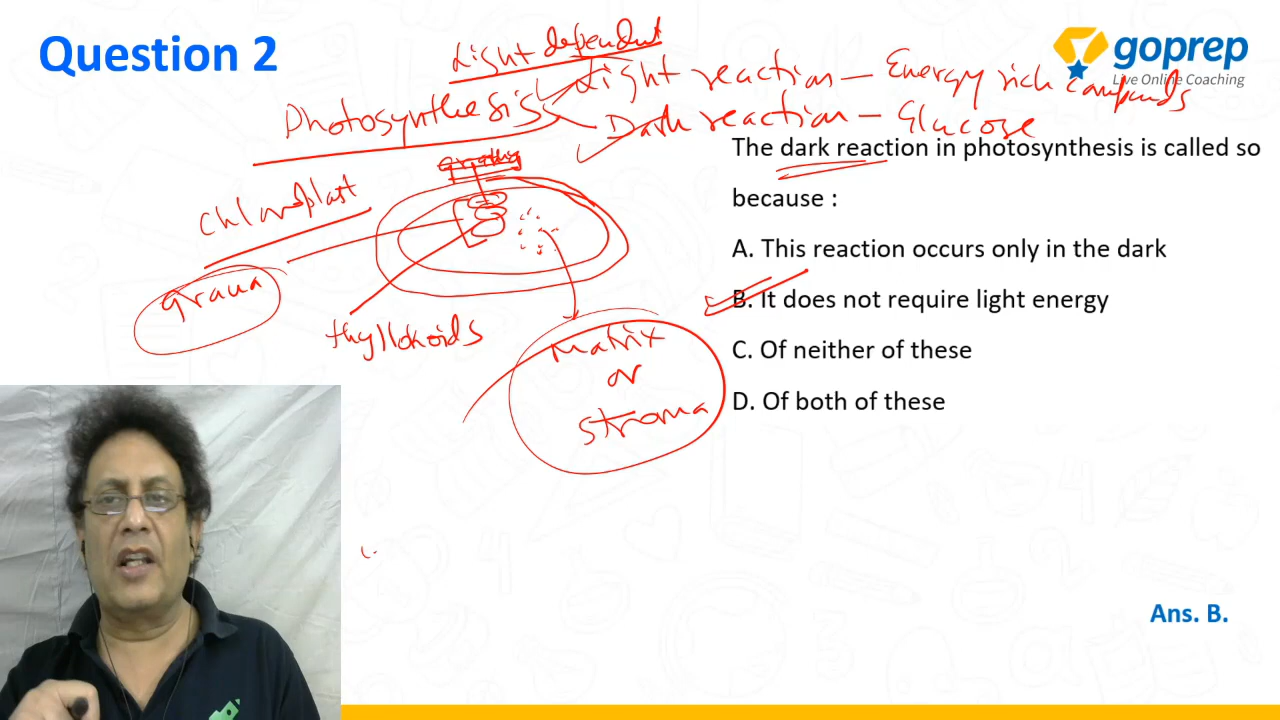 Question 2
Light dependent
goprep
Live Online Coaching
Photosynthesis
Light reaction – Energy rich compounds
Dark reaction – Glucose
The dark reaction in photosynthesis is called so
because :
chloroplast
A. This reaction occurs only in the dark
grana
B. It does not require light energy
thyllokoids
Matrix
or
stroma
C. Of neither of these
D. Of both of these
Ans. B.